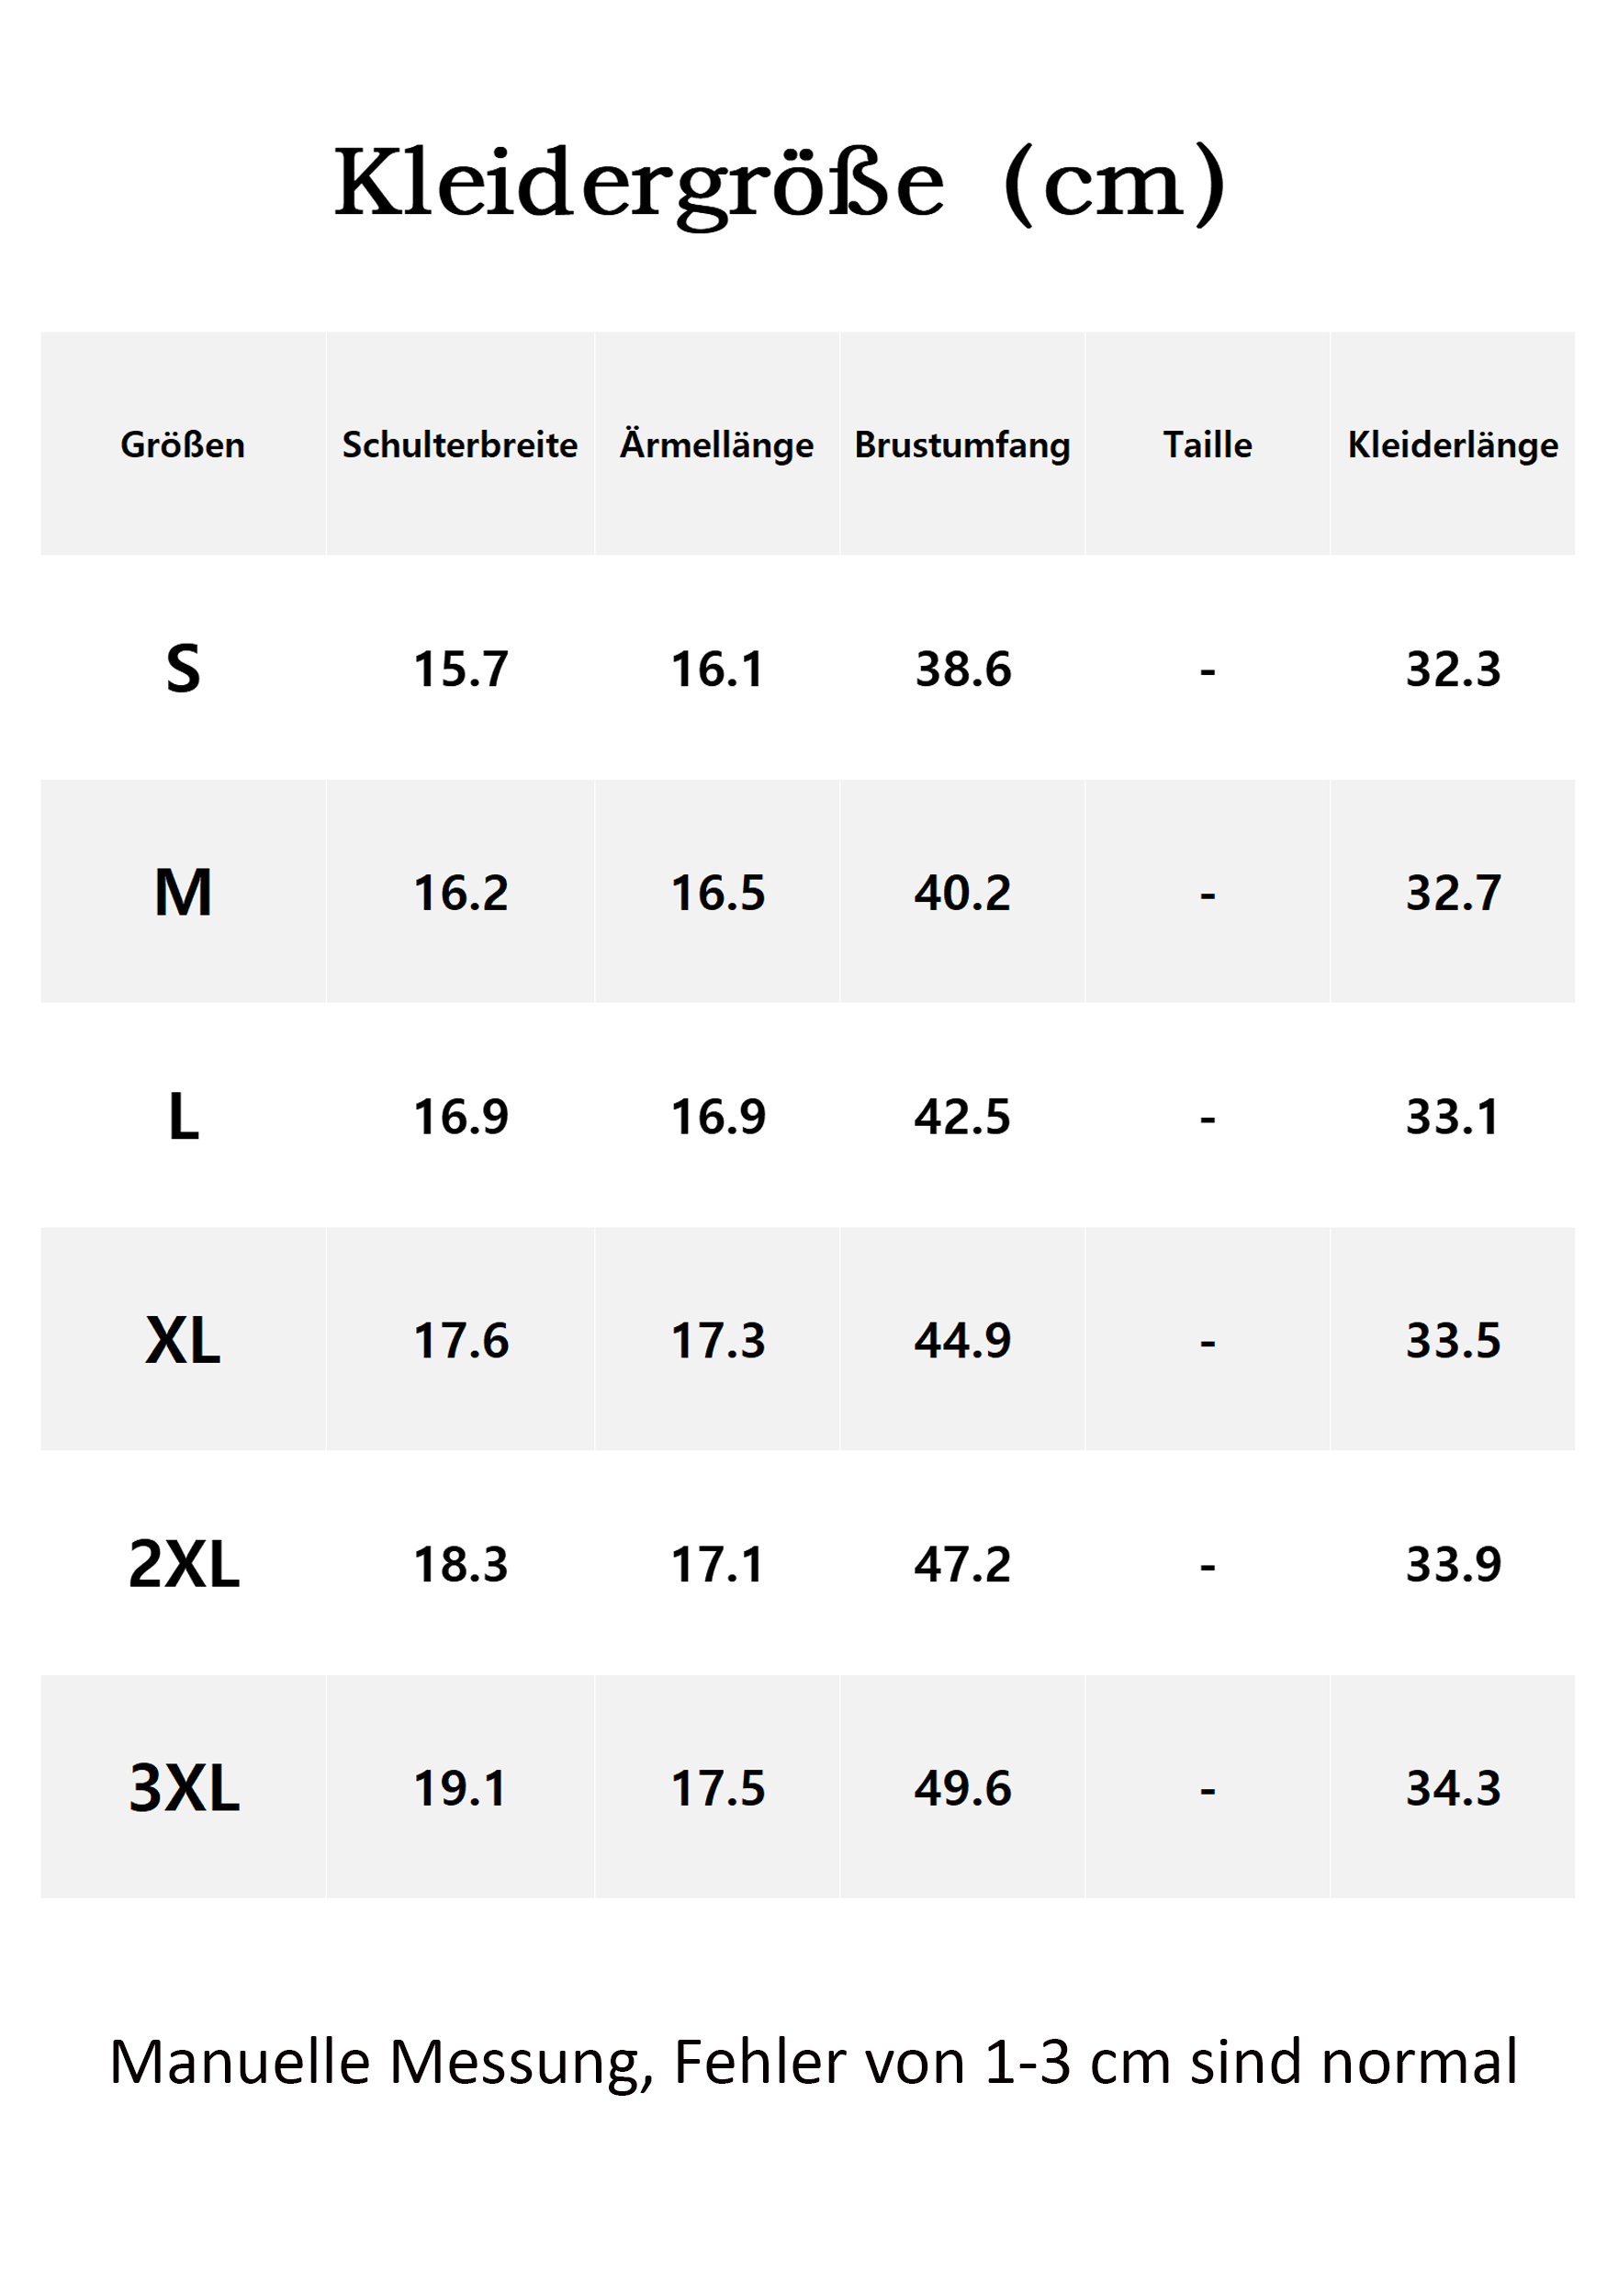 Kleidergröße (cm)
Größen Schulterbreite Ärmellänge Brustumfang Taille Kleiderlänge
S 15.7 16.1 38.6 - 32.3
M 16.2 16.5 40.2 - 32.7
L 16.9 16.9 42.5 - 33.1
XL 17.6 17.3 44.9 - 33.5
2XL 18.3 17.1 47.2 - 33.9
3XL 19.1 17.5 49.6 - 34.3
Manuelle Messung, Fehler von 1-3 cm sind normal